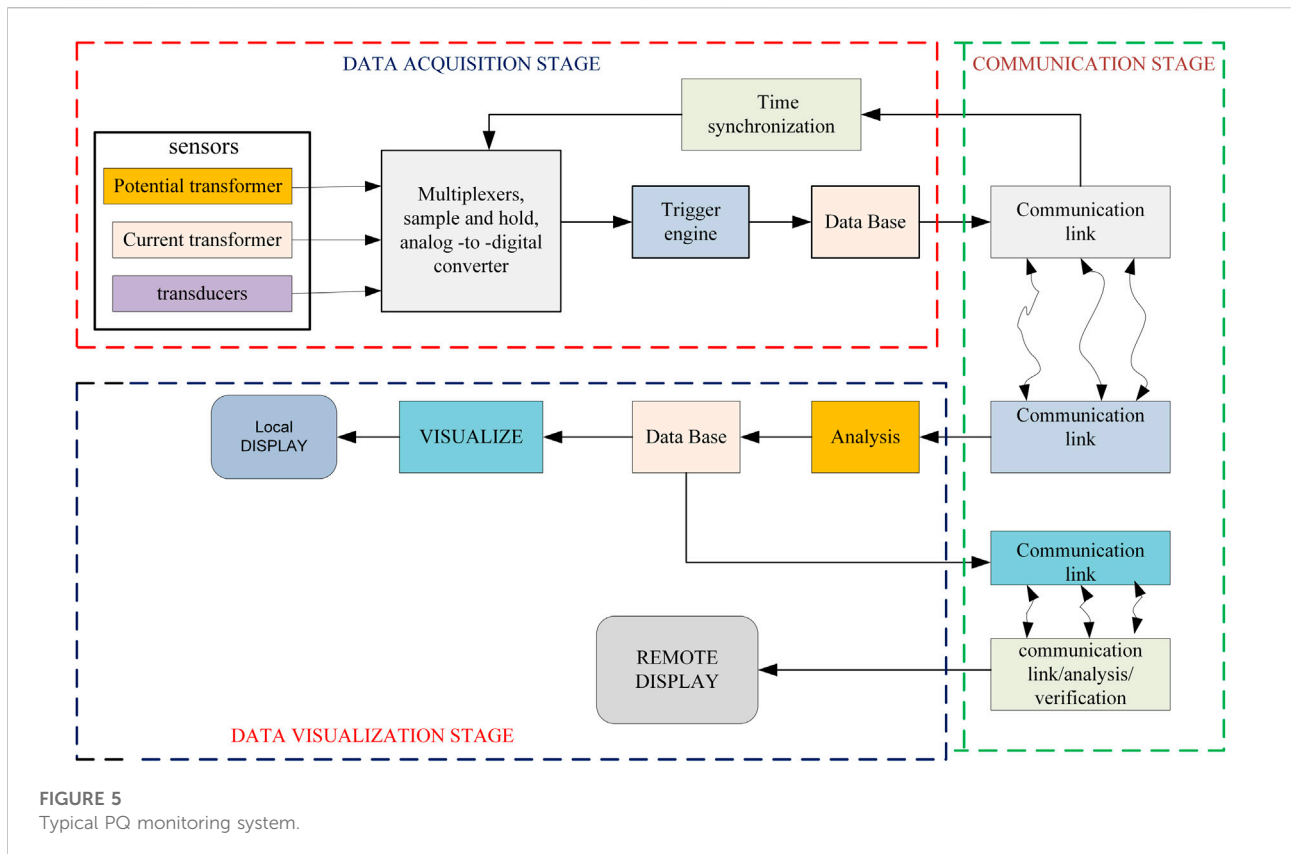 DATA ACQUISITION STAGE
COMMUNICATION STAGE
Time
synchronization
sensors
Potential transformer
Current transformer
transducers
Multiplexers,
sample and hold,
analog -to -digital
converter
Trigger
engine
Data Base
Communication
link
Local
DISPLAY
VISUALIZE
Data Base
Analysis
Communication
link
Communication
link
REMOTE
DISPLAY
communication
link/analysis/
verification
DATA VISUALIZATION STAGE
FIGURE 5
Typical PQ monitoring system.